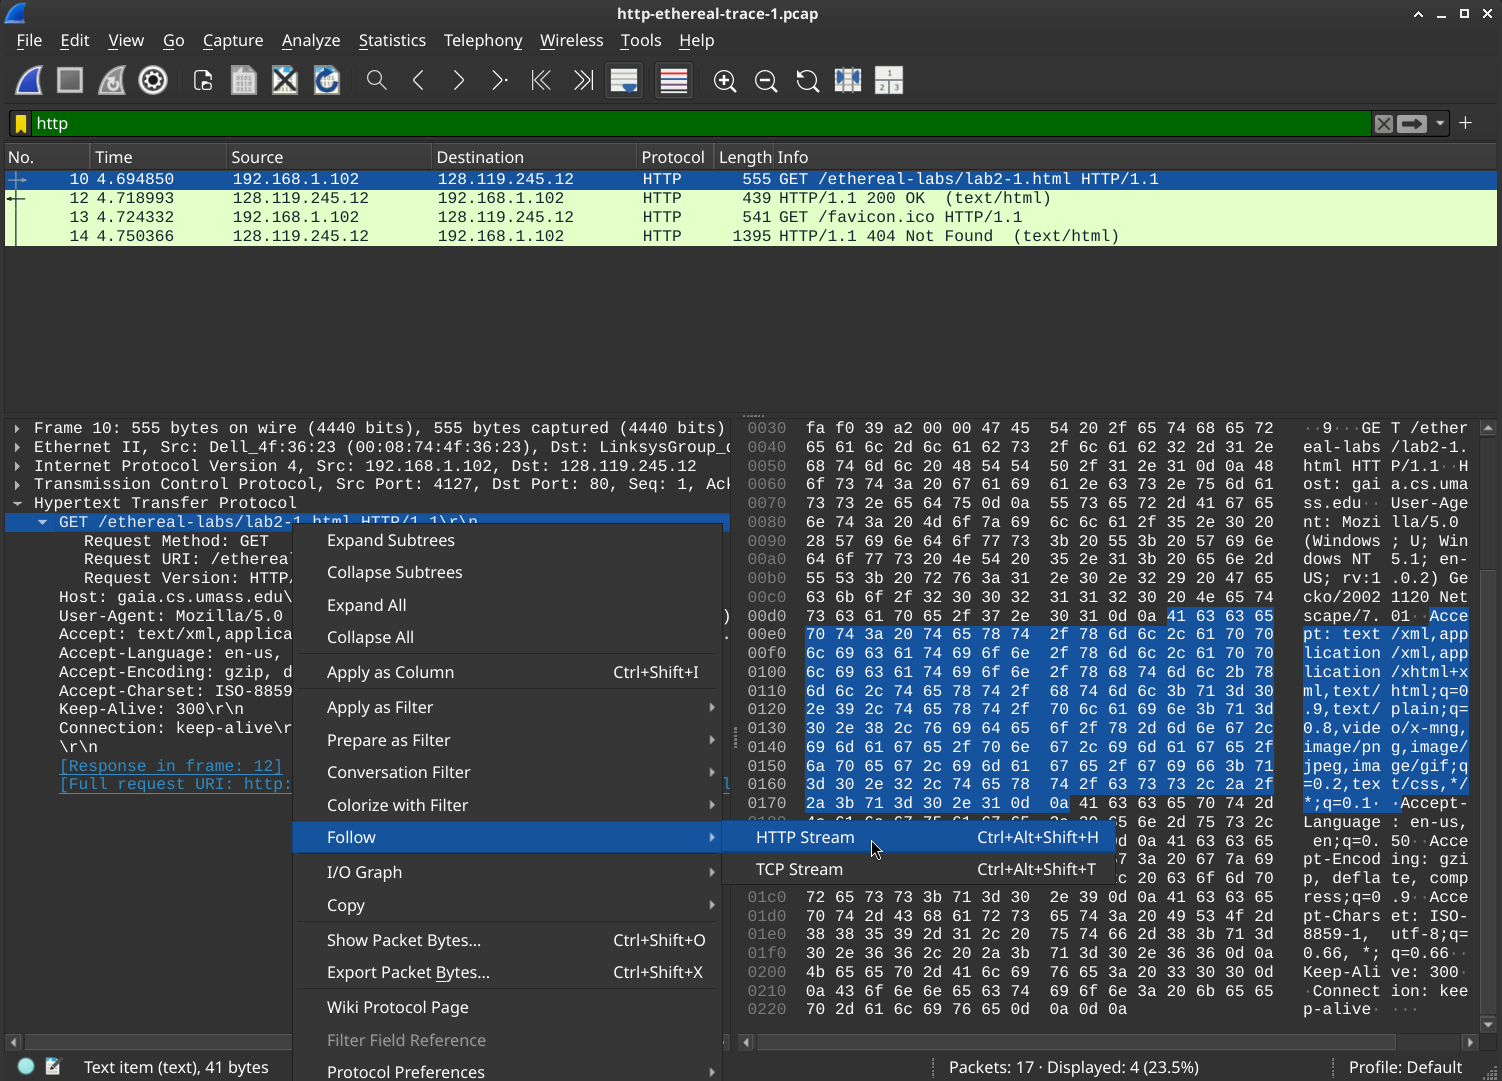 http-ethereal-trace-1.pcap
File Edit View Go Capture Analyze Statistics Telephony Wireless Tools Help
http
No. Time Source Destination Protocol Length Info
10 4.694850 192.168.1.102 128.119.245.12 HTTP 555 GET /ethereal-labs/lab2-1.html HTTP/1.1
12 4.718993 128.119.245.12 192.168.1.102 HTTP 439 HTTP/1.1 200 OK (text/html)
13 4.724332 192.168.1.102 128.119.245.12 HTTP 541 GET /favicon.ico HTTP/1.1
14 4.750366 128.119.245.12 192.168.1.102 HTTP 1395 HTTP/1.1 404 Not Found (text/html)
Frame 10: 555 bytes on wire (4440 bits), 555 bytes captured (4440 bits)
Ethernet II, Src: Dell_4f:36:23 (00:08:74:4f:36:23), Dst: LinksysGroup_
Internet Protocol Version 4, Src: 192.168.1.102, Dst: 128.119.245.12
Transmission Control Protocol, Src Port: 4127, Dst Port: 80, Seq: 1, Ack
Hypertext Transfer Protocol
GET /ethereal-labs/lab2-1.html HTTP/1.1\r\n
Request Method: GET
Request URI: /ethereal
Request Version: HTTP/
Host: gaia.cs.umass.edu\
User-Agent: Mozilla/5.0 )
Accept: text/xml,applica .
Accept-Language: en-us,
Accept-Encoding: gzip, d
Accept-Charset: ISO-8859
Keep-Alive: 300\r\n
Connection: keep-alive\r
\r\n
[Response in frame: 12]
[Full request URI: http: l
Expand Subtrees
Collapse Subtrees
Expand All
Collapse All
Apply as Column Ctrl+Shift+I
Apply as Filter
Prepare as Filter
Conversation Filter
Colorize with Filter
Follow
I/O Graph
Copy
Show Packet Bytes... Ctrl+Shift+O
Export Packet Bytes... Ctrl+Shift+X
Wiki Protocol Page
Filter Field Reference
Protocol Preferences
HTTP Stream Ctrl+Alt+Shift+H
TCP Stream Ctrl+Alt+Shift+T
0030 fa f0 39 a2 00 00 47 45 54 20 2f 65 74 68 65 72 ··9···GE T /ether
0040 65 61 6c 2d 6c 61 62 73 2f 6c 61 62 32 2d 31 2e eal-labs /lab2-1.
0050 68 74 6d 6c 20 48 54 54 50 2f 31 2e 31 0d 0a 48 html HTT P/1.1··H
0060 6f 73 74 3a 20 67 61 69 61 2e 63 73 2e 75 6d 61 ost: gai a.cs.uma
0070 73 73 2e 65 64 75 0d 0a 55 73 65 72 2d 41 67 65 ss.edu·· User-Age
0080 6e 74 3a 20 4d 6f 7a 69 6c 6c 61 2f 35 2e 30 20 nt: Mozi lla/5.0
0090 28 57 69 6e 64 6f 77 73 3b 20 55 3b 20 57 69 6e (Windows ; U; Win
00a0 64 6f 77 73 20 4e 54 20 35 2e 31 3b 20 65 6e 2d dows NT 5.1; en-
00b0 55 53 3b 20 72 76 3a 31 2e 30 2e 32 29 20 47 65 US; rv:1 .0.2) Ge
00c0 63 6b 6f 2f 32 30 30 32 31 31 32 30 20 4e 65 74 cko/2002 1120 Net
00d0 73 63 61 70 65 2f 37 2e 30 31 0d 0a 41 63 63 65 scape/7. 01··Acce
00e0 70 74 3a 20 74 65 78 74 2f 78 6d 6c 2c 61 70 70 pt: text /xml,app
00f0 6c 69 63 61 74 69 6f 6e 2f 78 6d 6c 2c 61 70 70 lication /xml,app
0100 6c 69 63 61 74 69 6f 6e 2f 78 68 74 6d 6c 2b 78 lication /xhtml+x
0110 6d 6c 2c 74 65 78 74 2f 68 74 6d 6c 3b 71 3d 30 ml,text/ html;q=0
0120 2e 39 2c 74 65 78 74 2f 70 6c 61 69 6e 3b 71 3d .9,text/ plain;q=
0130 30 2e 38 2c 76 69 64 65 6f 2f 78 2d 6d 6e 67 2c 0.8,vide o/x-mng,
0140 69 6d 61 67 65 2f 70 6e 67 2c 69 6d 61 67 65 2f image/pn g,image/
0150 6a 70 65 67 2c 69 6d 61 67 65 2f 67 69 66 3b 71 jpeg,ima ge/gif;q
0160 3d 30 2e 32 2c 74 65 78 74 2f 63 73 73 2c 2a 2f =0.2,tex t/css,*/
0170 2a 3b 71 3d 30 2e 31 0d 0a 41 63 63 65 70 74 2d *;q=0.1· ·Accept-
Language : en-us,
0d 0a 41 63 63 65 en;q=0. 50··Acce
3a 20 67 7a 69 pt-Encod ing: gzi
20 63 6f 6d 70 p, defla te, comp
01c0 72 65 73 73 3b 71 3d 30 2e 39 0d 0a 41 63 63 65 ress;q=0 .9··Acce
01d0 70 74 2d 43 68 61 72 73 65 74 3a 20 49 53 4f 2d pt-Chars et: ISO-
01e0 38 38 35 39 2d 31 2c 20 75 74 66 2d 38 3b 71 3d 8859-1, utf-8;q=
01f0 30 2e 36 36 2c 20 2a 3b 71 3d 30 2e 36 36 0d 0a 0.66, *; q=0.66··
0200 4b 65 65 70 2d 41 6c 69 76 65 3a 20 33 30 30 0d Keep-Ali ve: 300·
0210 0a 43 6f 6e 6e 65 63 74 69 6f 6e 3a 20 6b 65 65 ·Connect ion: kee
0220 70 2d 61 6c 69 76 65 0d 0a 0d 0a p-alive· ···
Text item (text), 41 bytes Packets: 17 · Displayed: 4 (23.5%) Profile: Default